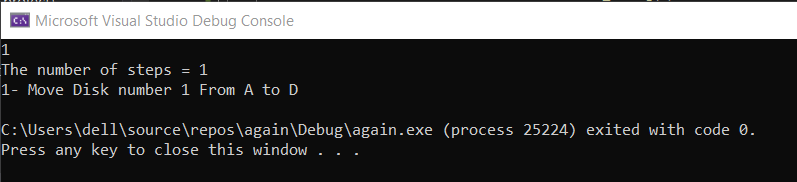 Microsoft Visual Studio Debug Console
1
The number of steps = 1
1- Move Disk number 1 From A to D
C:\Users\dell\source\repos\again\Debug\again.exe (process 25224) exited with code 0.
Press any key to close this window . . .